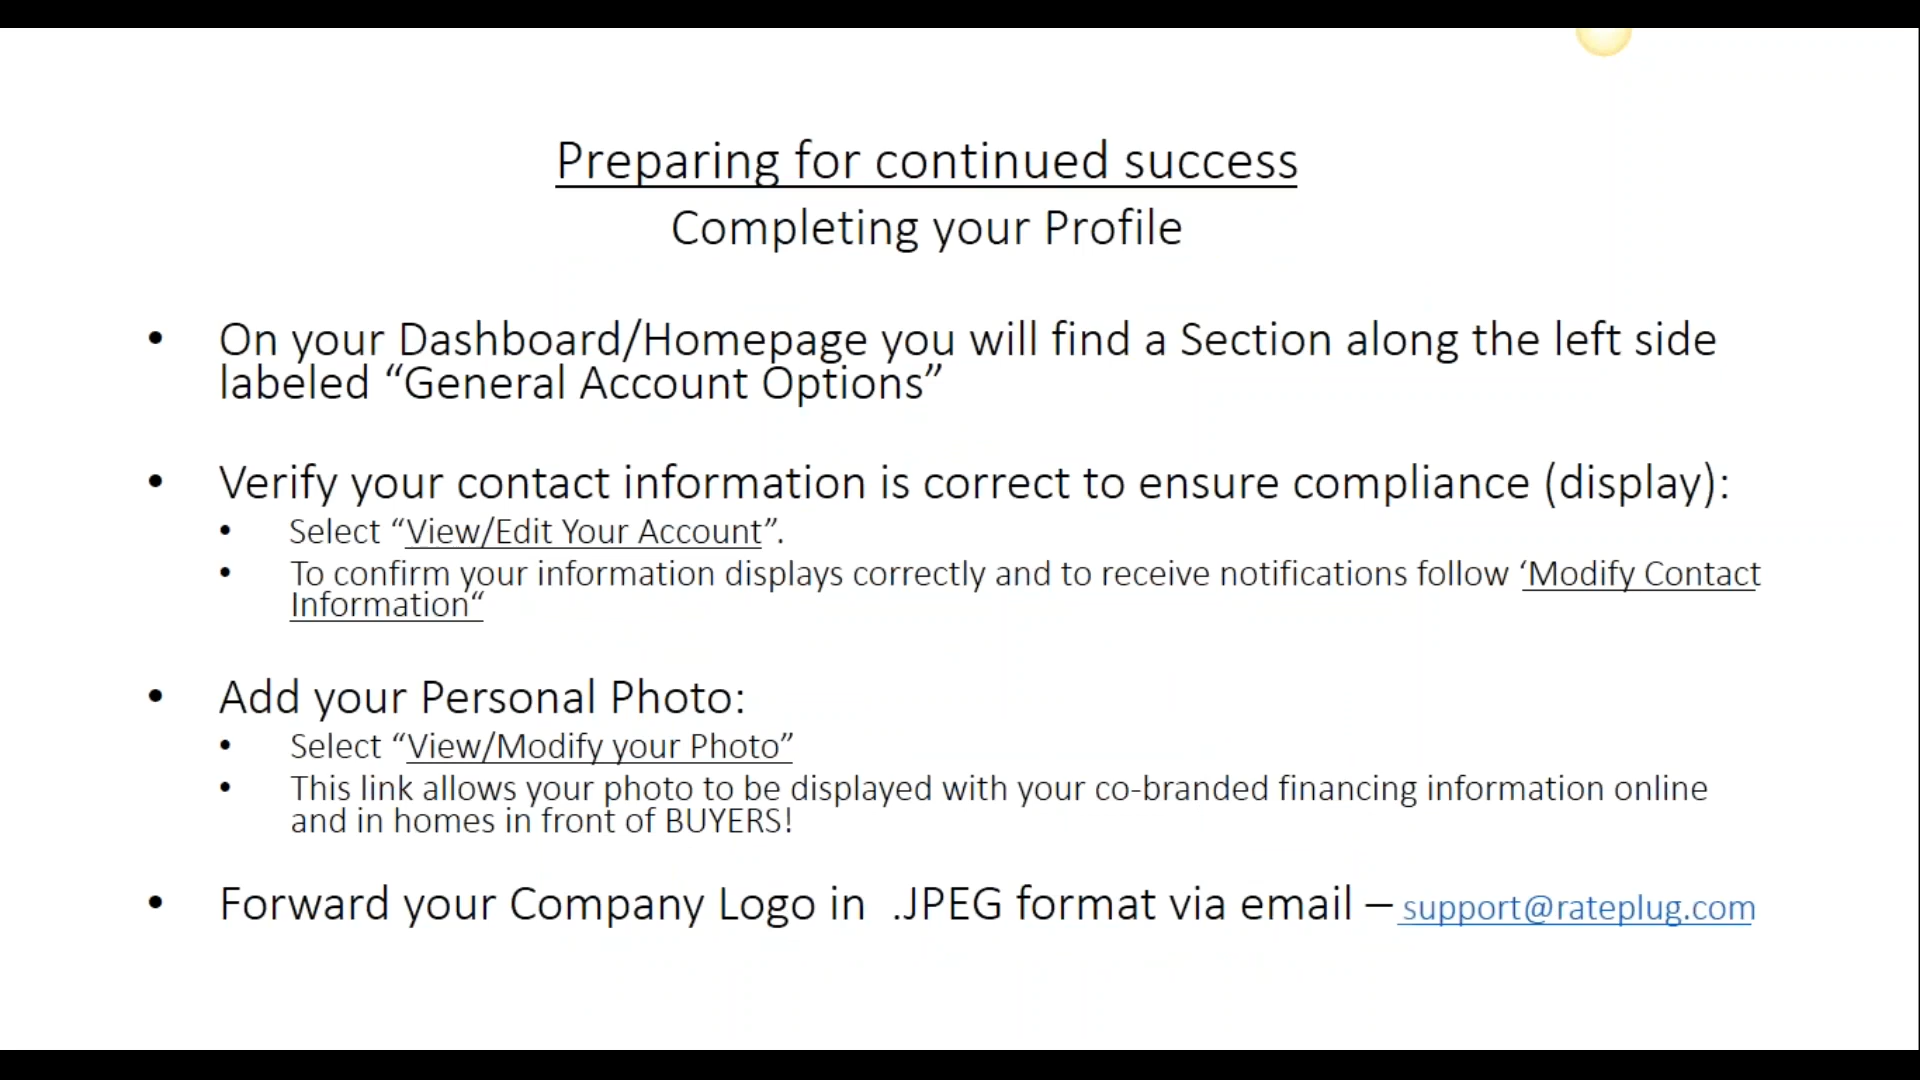 Preparing for continued success
Completing your Profile
• On your Dashboard/Homepage you will find a Section along the left side
labeled “General Account Options”
• Verify your contact information is correct to ensure compliance (display):
• Select “View/Edit Your Account”.
• To confirm your information displays correctly and to receive notifications follow ‘Modify Contact
Information“
• Add your Personal Photo:
• Select “View/Modify your Photo”
• This link allows your photo to be displayed with your co-branded financing information online
and in homes in front of BUYERS!
• Forward your Company Logo in  .JPEG format via email – support@rateplug.com